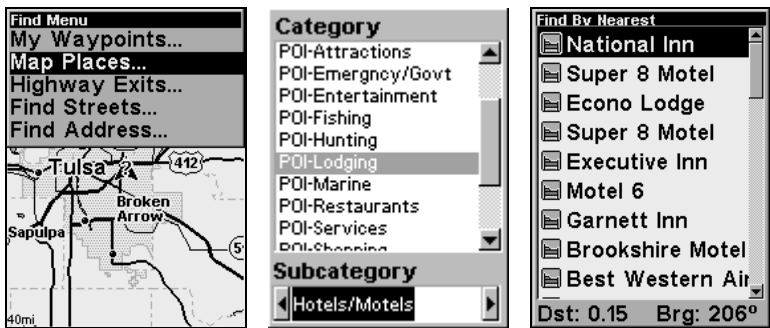 Find Menu
My Waypoints...
Map Places...
Highway Exits...
Find Streets...
Find Address...
Tulsa
412
Broken
Arrow
Sapulpa
40mi
Category
POI-Attractions
POI-Emergncy/Govt
POI-Entertainment
POI-Fishing
POI-Hunting
POI-Lodging
POI-Marine
POI-Restaurants
POI-Services
POI-Shopping
Subcategory
Hotels/Motels
Find By Nearest
National Inn
Super 8 Motel
Econo Lodge
Super 8 Motel
Executive Inn
Motel 6
Garnett Inn
Brookshire Motel
Best Western Air
Dst: 0.15 Brg: 206º